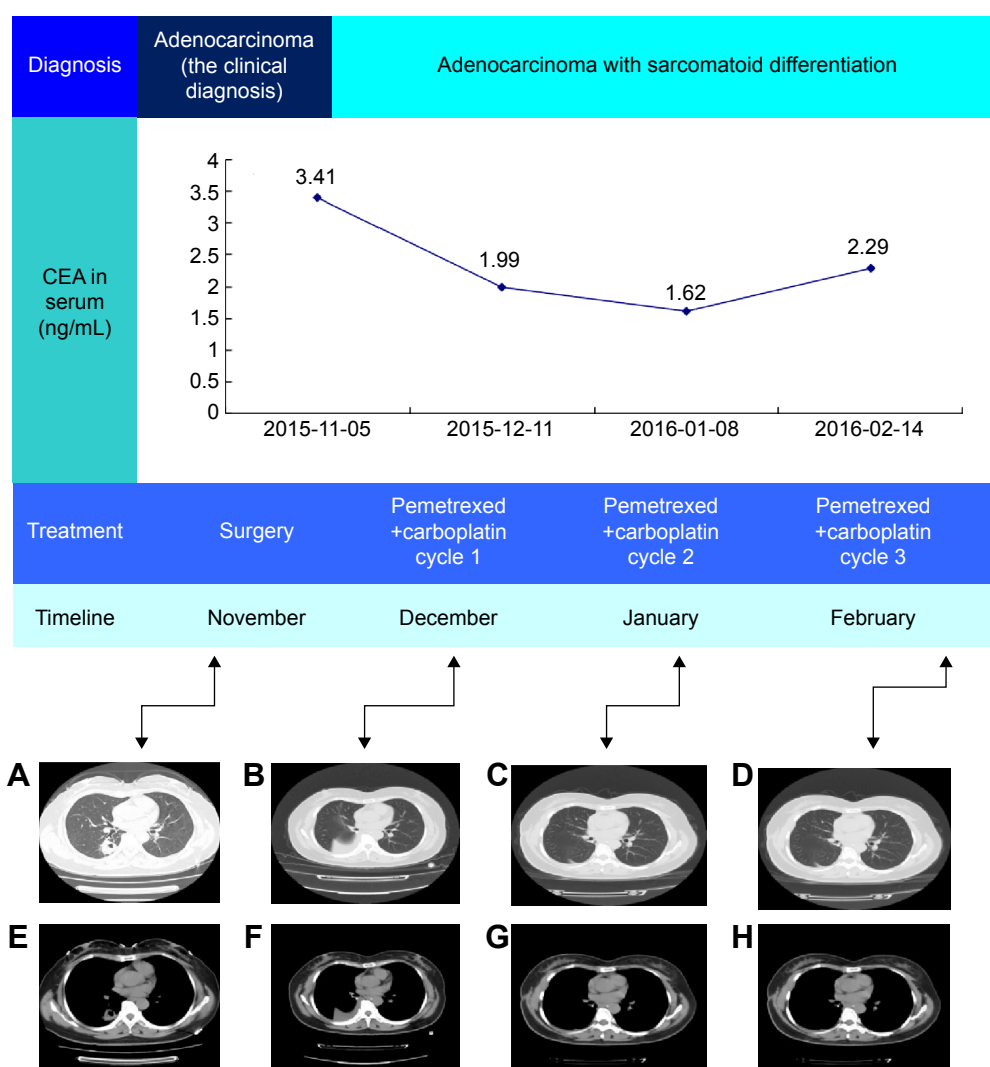 Diagnosis
Adenocarcinoma
(the clinical
diagnosis)
Adenocarcinoma with sarcomatoid differentiation
CEA in
serum
(ng/mL)
4
3.5
3
2.5
2
1.5
1
0.5
0
3.41
1.99
1.62
2.29
2015-11-05
2015-12-11
2016-01-08
2016-02-14
Treatment
Surgery
Pemetrexed
+carboplatin
cycle 1
Pemetrexed
+carboplatin
cycle 2
Pemetrexed
+carboplatin
cycle 3
Timeline
November
December
January
February
A
B
C
D
E
F
G
H